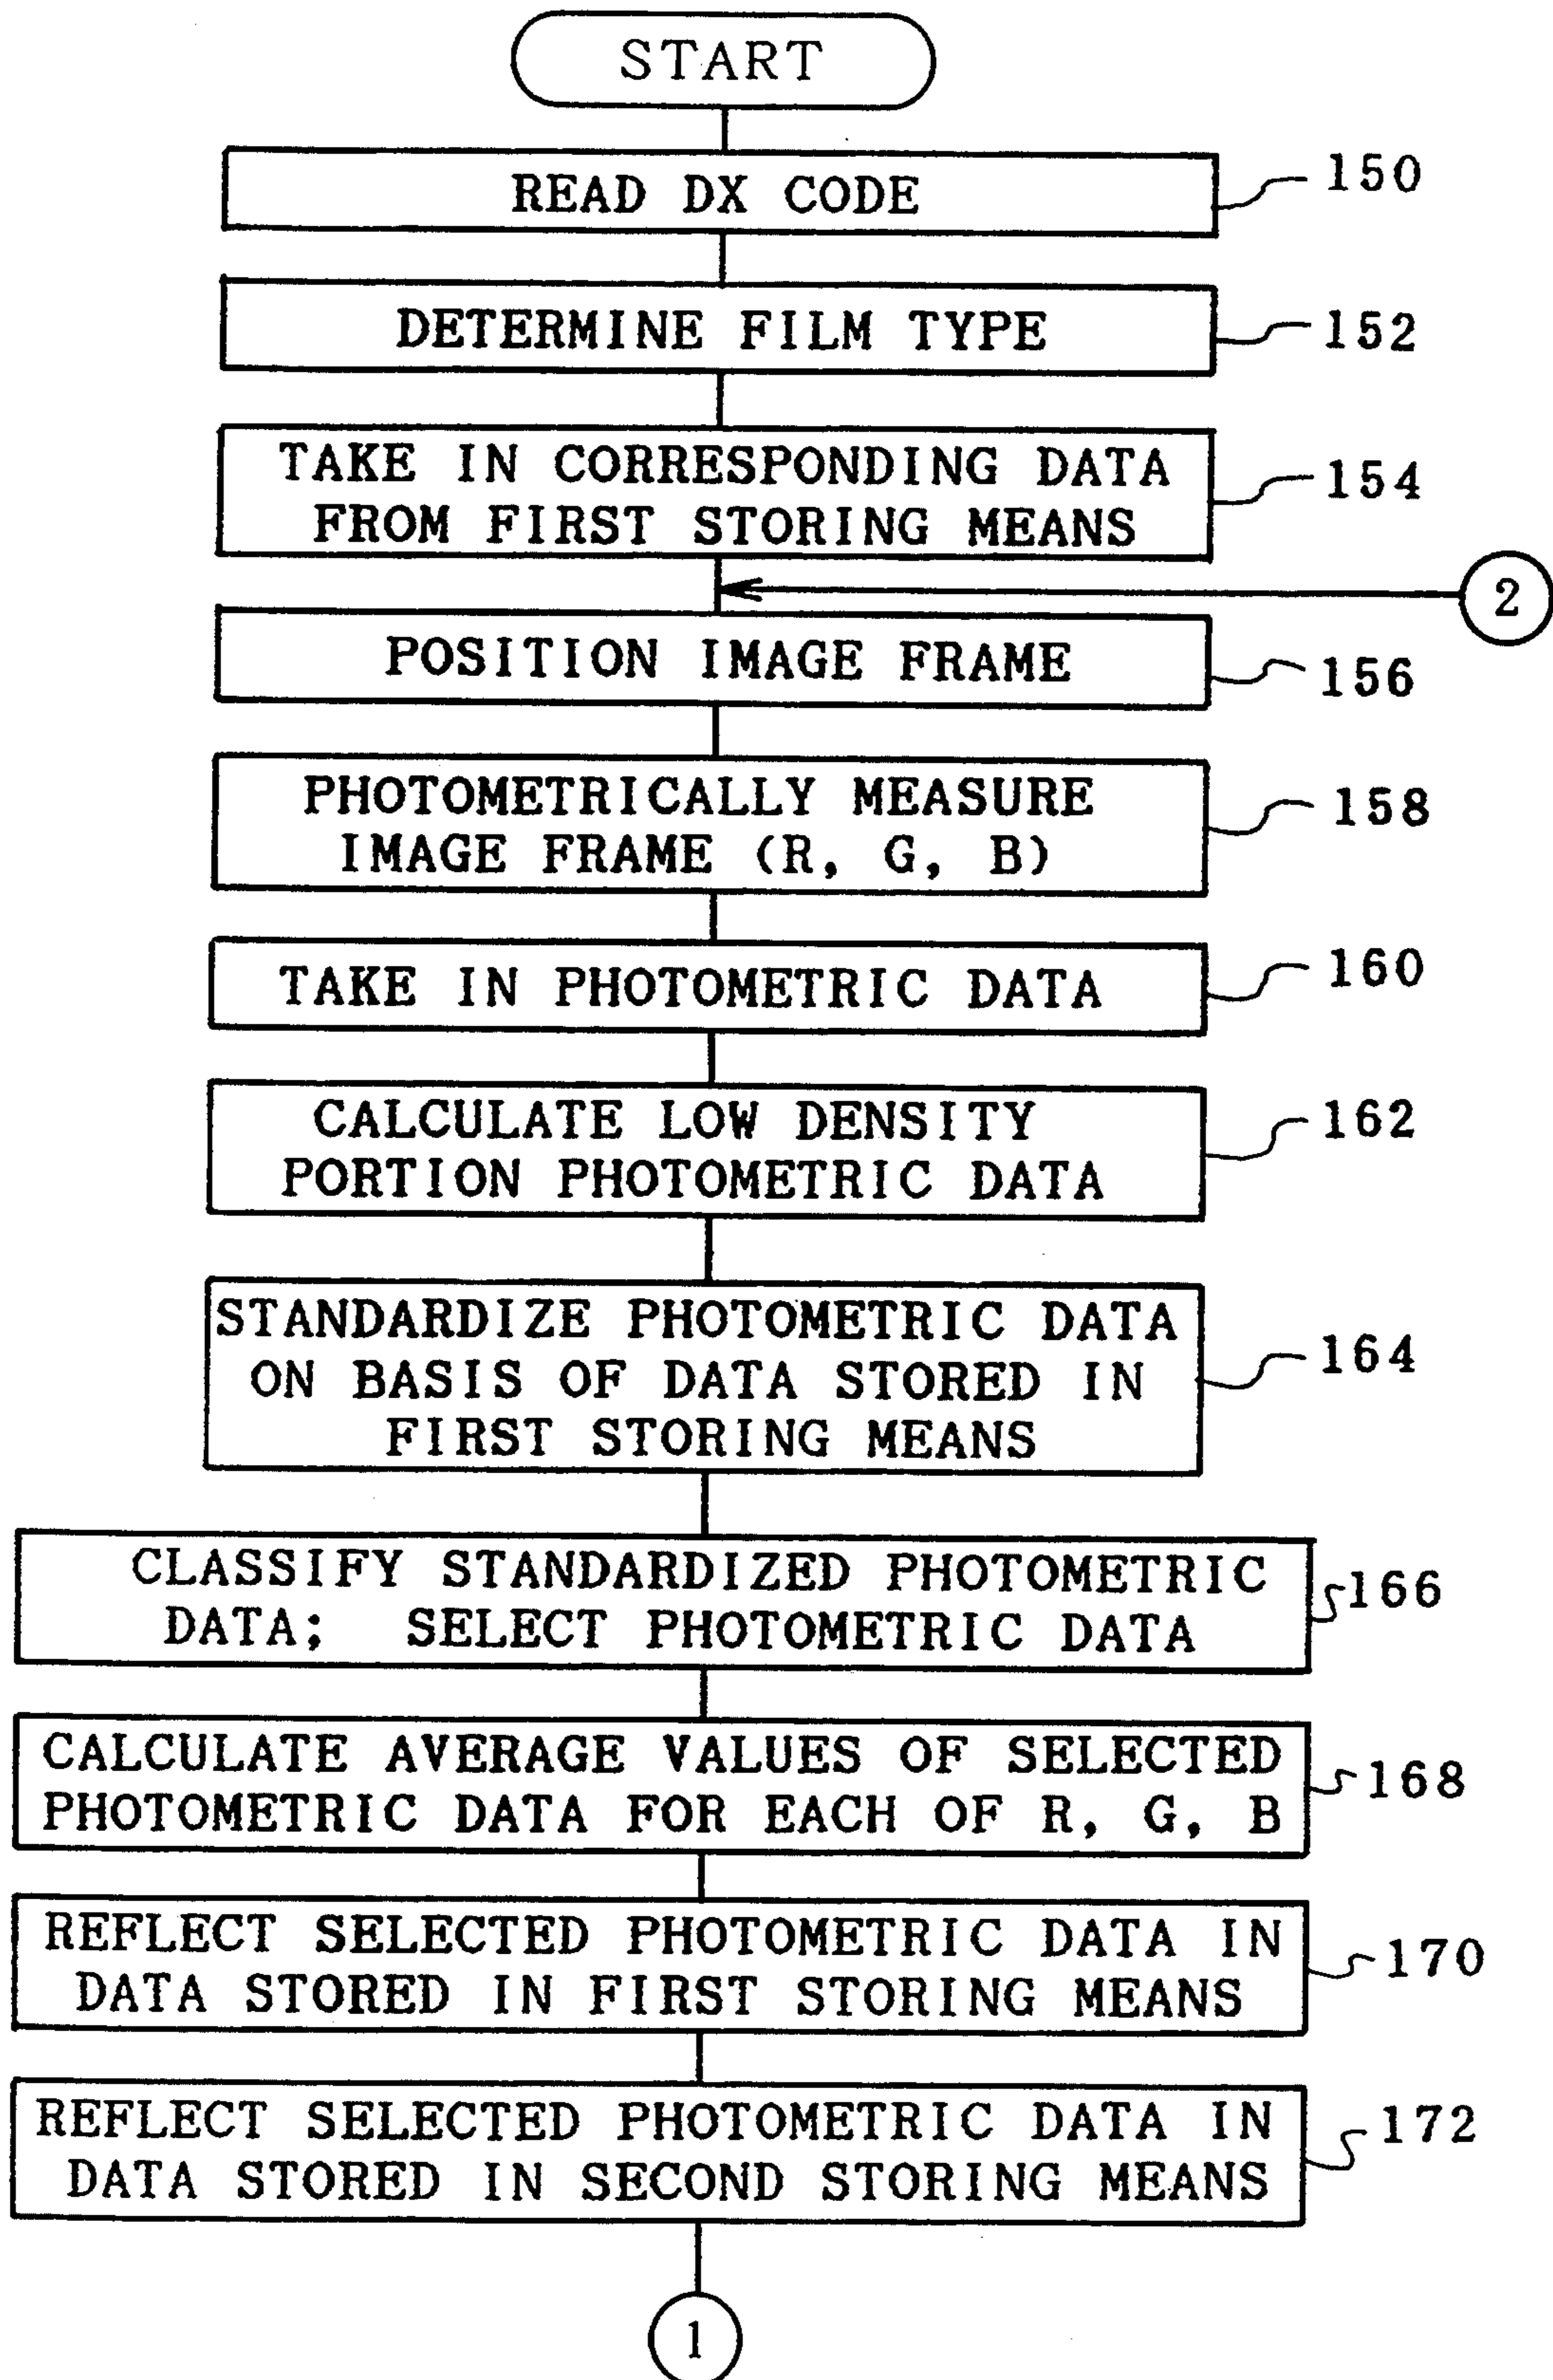 START
READ DX CODE
150
DETERMINE FILM TYPE
152
TAKE IN CORRESPONDING DATA
FROM FIRST STORING MEANS
154
2
POSITION IMAGE FRAME
156
PHOTOMETRICALLY MEASURE
IMAGE FRAME (R, G, B)
158
TAKE IN PHOTOMETRIC DATA
160
CALCULATE LOW DENSITY
PORTION PHOTOMETRIC DATA
162
STANDARDIZE PHOTOMETRIC DATA
ON BASIS OF DATA STORED IN
FIRST STORING MEANS
164
CLASSIFY STANDARDIZED PHOTOMETRIC
DATA; SELECT PHOTOMETRIC DATA
166
CALCULATE AVERAGE VALUES OF SELECTED
PHOTOMETRIC DATA FOR EACH OF R, G, B
168
REFLECT SELECTED PHOTOMETRIC DATA IN
DATA STORED IN FIRST STORING MEANS
170
REFLECT SELECTED PHOTOMETRIC DATA IN
DATA STORED IN SECOND STORING MEANS
172
1